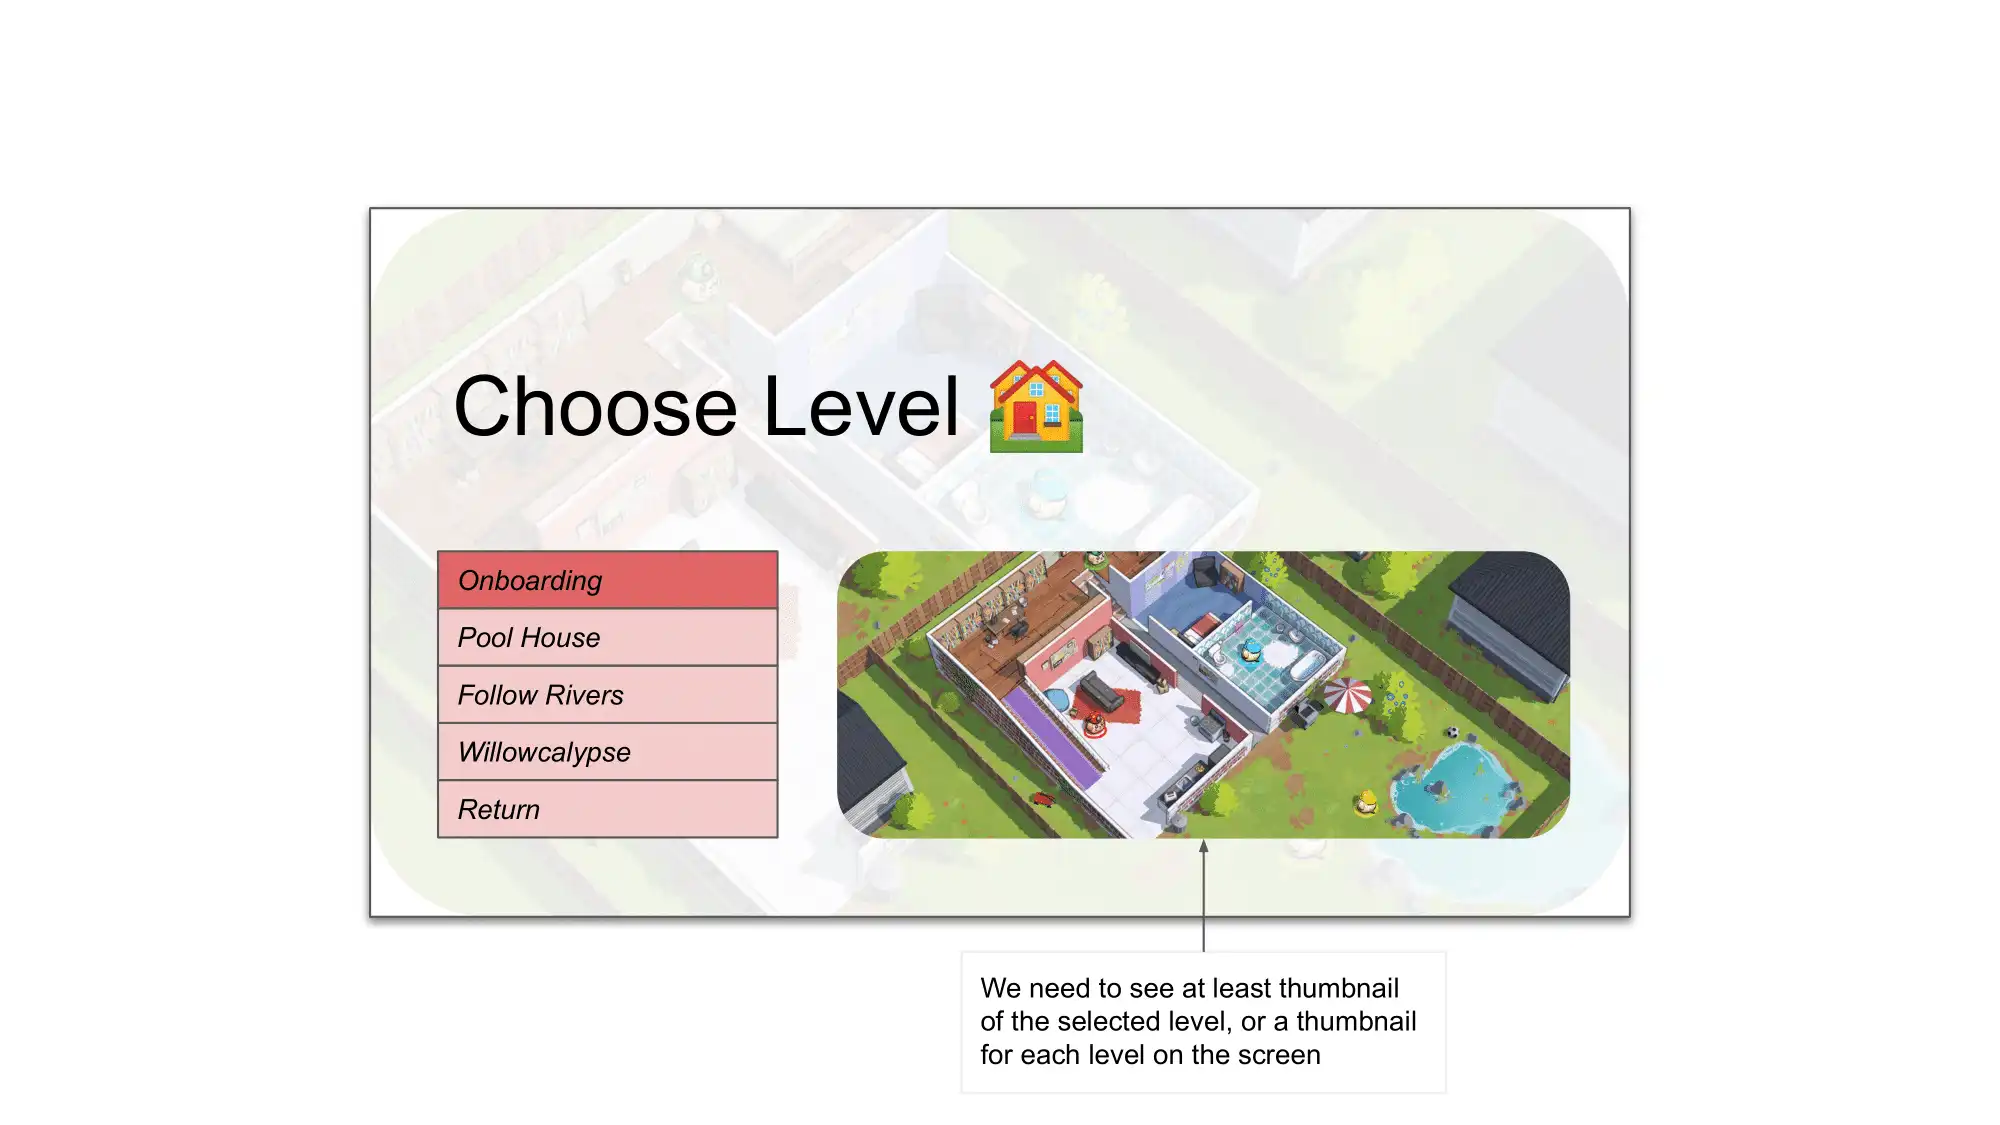 Choose Level
Onboarding
Pool House
Follow Rivers
Willowcalypse
Return
We need to see at least thumbnail
of the selected level, or a thumbnail
for each level on the screen